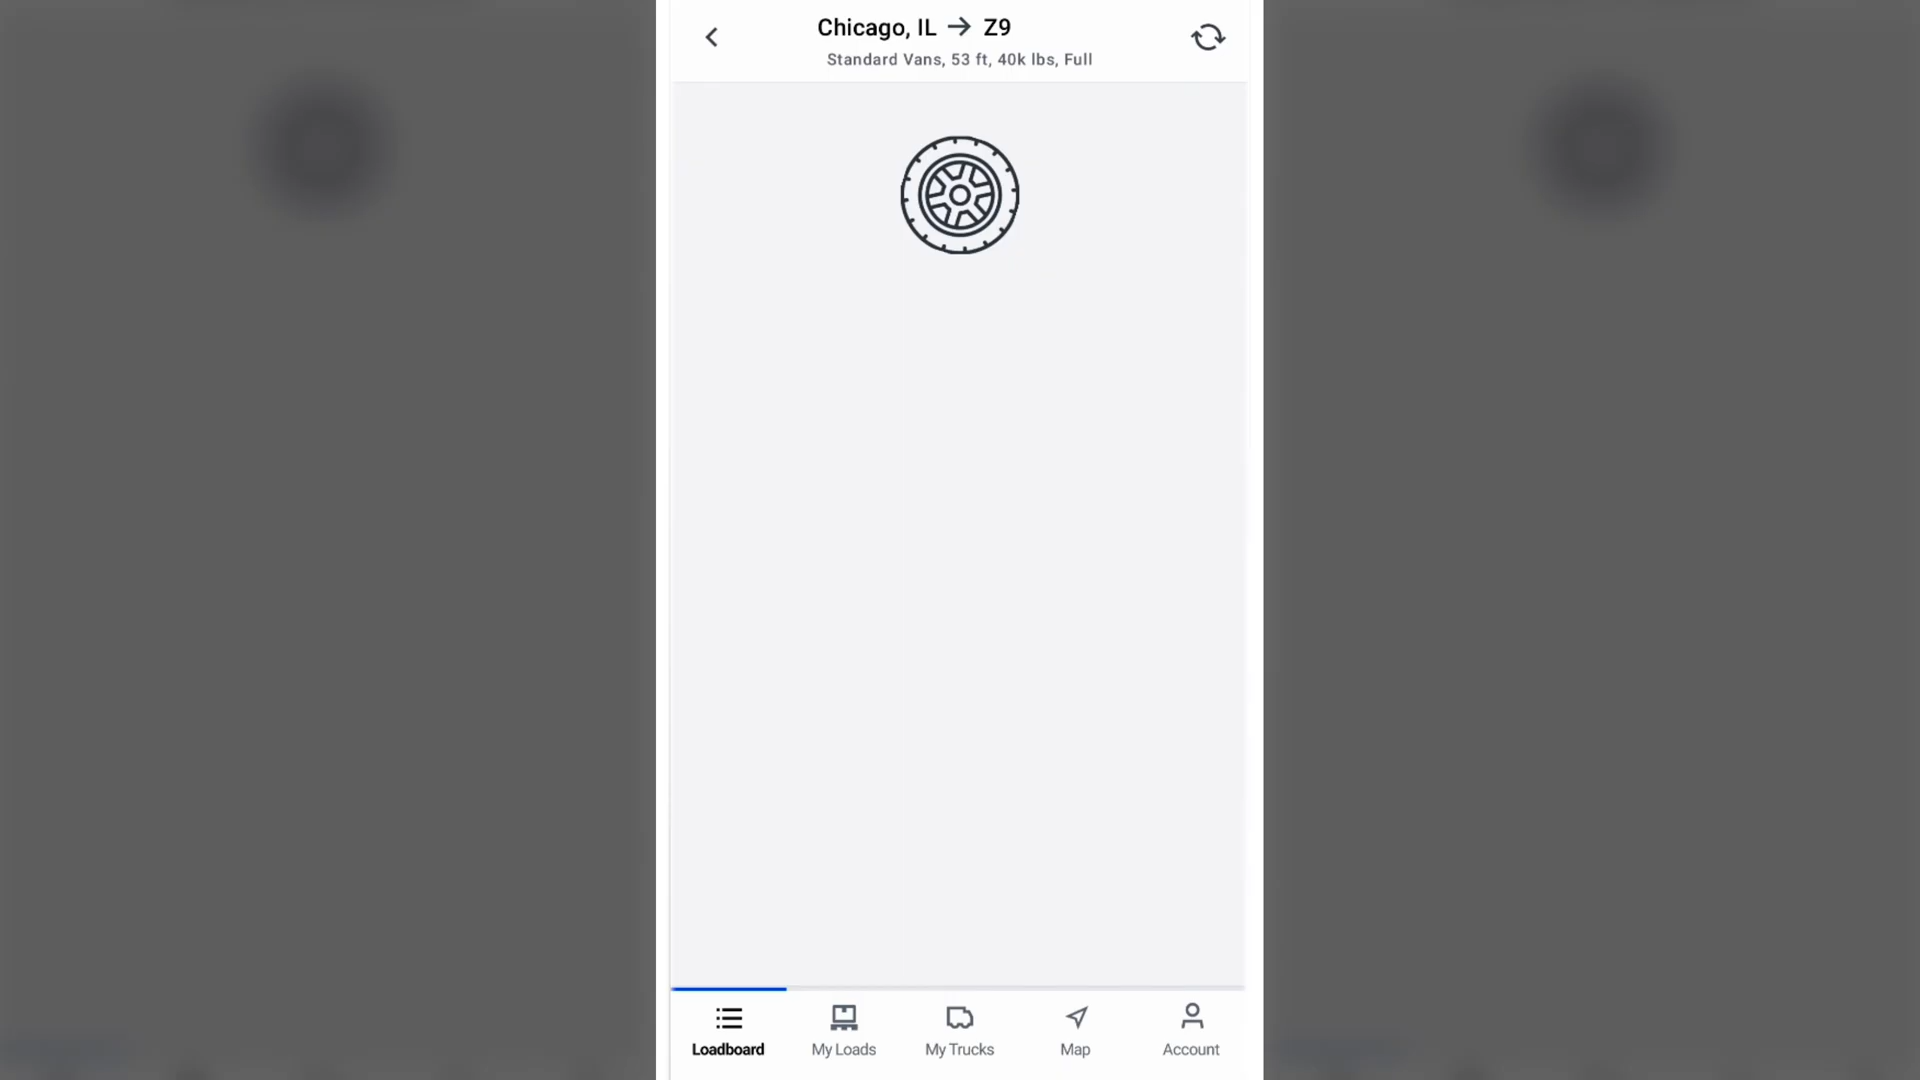 Chicago, IL → Z9
Standard Vans, 53 ft, 40k lbs, Full
Loadboard
My Loads
My Trucks
Map
Account